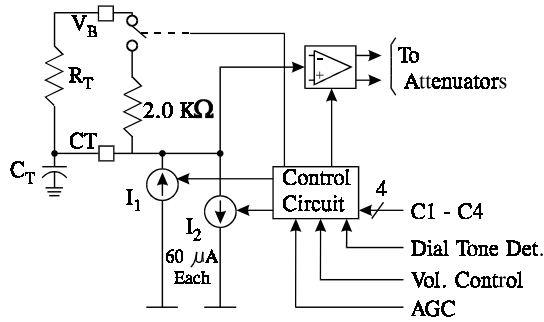 V_B
R_T
2.0 KΩ
To
Attenuators
CT
C_T
I_1
I_2
60 µA
Each
Control
Circuit
4
C1 - C4
Dial Tone Det.
Vol. Control
AGC
-
+